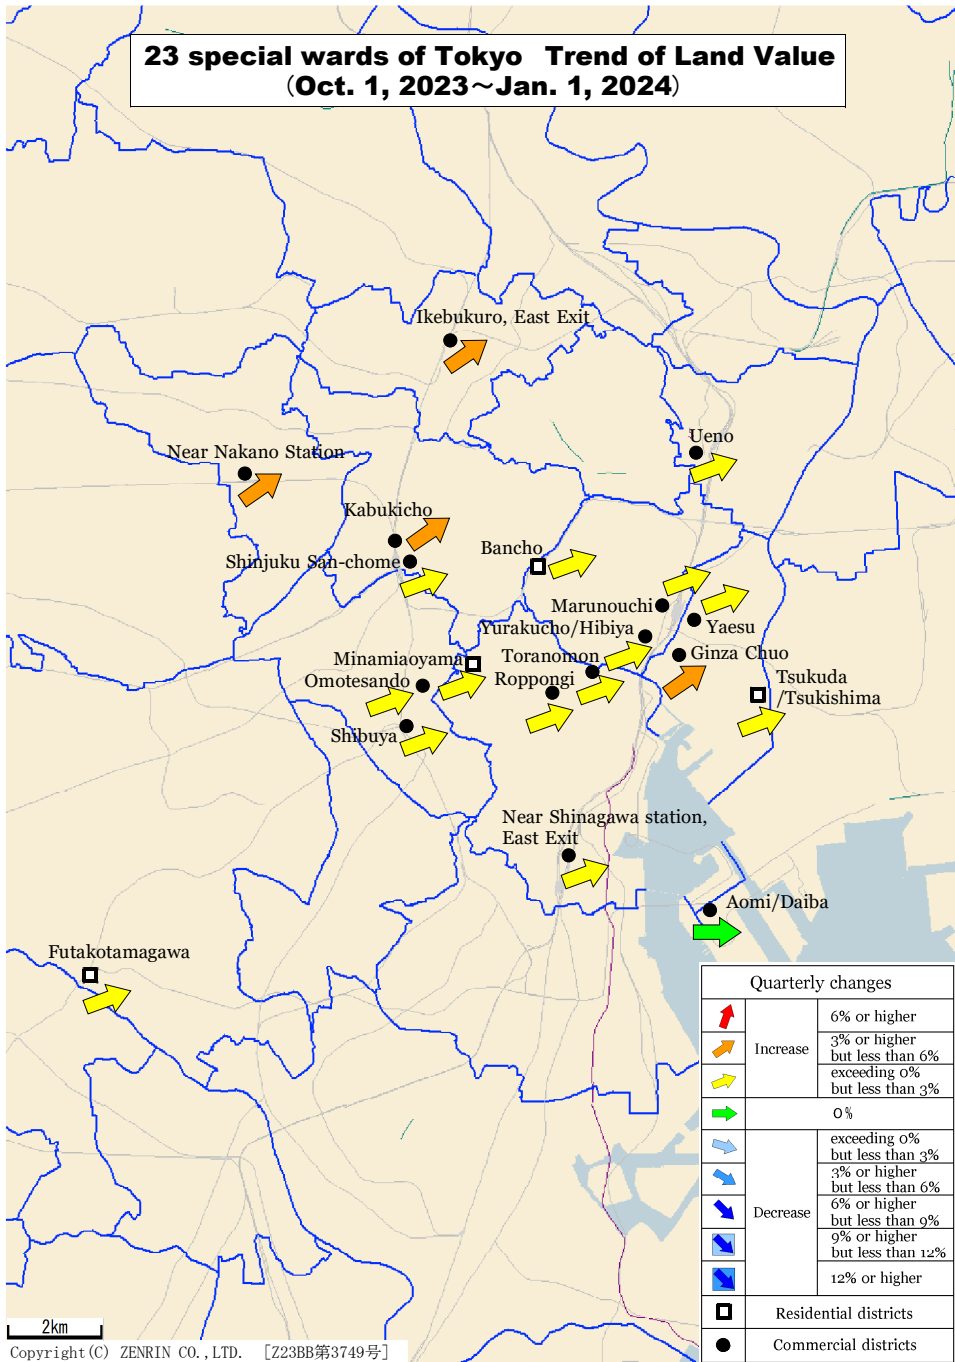 23 special wards of Tokyo Trend of Land Value
(Oct. 1, 2023～Jan. 1, 2024)
Ikebukuro, East Exit
Ueno
Near Nakano Station
Kabukicho
Shinjuku San-chome
Bancho
Marunouchi
Yaesu
Yurakucho/Hibiya
Ginza Chuo
Toranomon
Minamiaoyama
Omotesando
Roppongi
Tsukuda
/Tsukishima
Shibuya
Near Shinagawa station,
East Exit
Aomi/Daiba
Futakotamagawa
Quarterly changes
Increase
6% or higher
3% or higher
but less than 6%
exceeding 0%
but less than 3%
0%
Decrease
exceeding 0%
but less than 3%
3% or higher
but less than 6%
6% or higher
but less than 9%
9% or higher
but less than 12%
12% or higher
Residential districts
Commercial districts
2km
Copyright(C) ZENRIN CO.,LTD. [Z23BB第3749号]